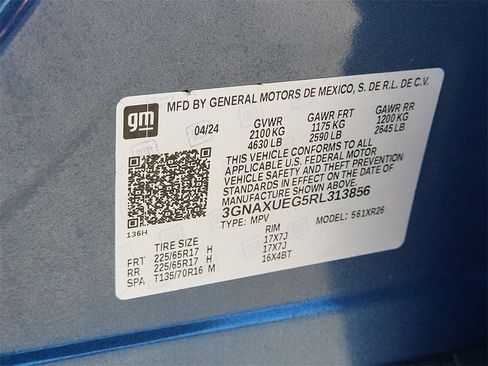 MFD BY GENERAL MOTORS DE MEXICO, S. DE R.L. DE C.V.
gm 04/24 GVWR GAWR FRT GAWR RR
2100 KG 1175 KG 1200 KG
4630 LB 2590 LB 2645 LB
THIS VEHICLE CONFORMS TO ALL
APPLICABLE U.S. FEDERAL MOTOR
VEHICLE SAFETY AND THEFT PREVENTION
STANDARDS IN EFFECT ON THE DATE OF
MANUFACTURE SHOWN ABOVE.
3GNAXUEG5RL313856
136H TYPE: MPV MODEL: 561XR26
TIRE SIZE RIM
FRT 225/65R17 H 17X7J
RR 225/65R17 H 17X7J
SPA T135/70R16 M 16X4BT